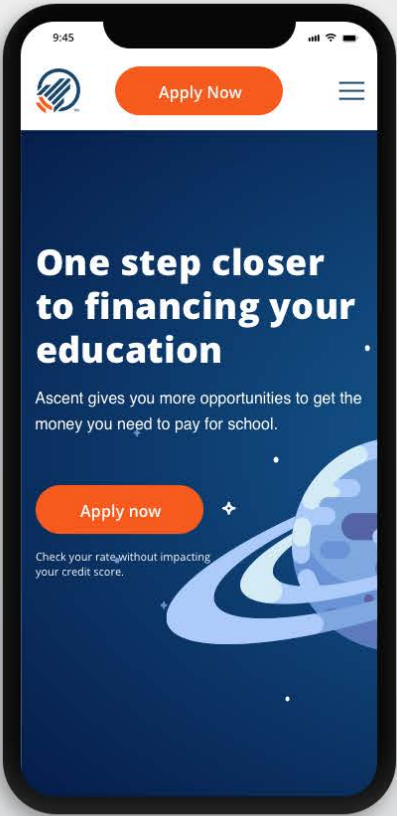 9:45
Apply Now
One step closer
to financing your
education
Ascent gives you more opportunities to get the
money you need to pay for school.
Apply now
Check your rate without impacting
your credit score.